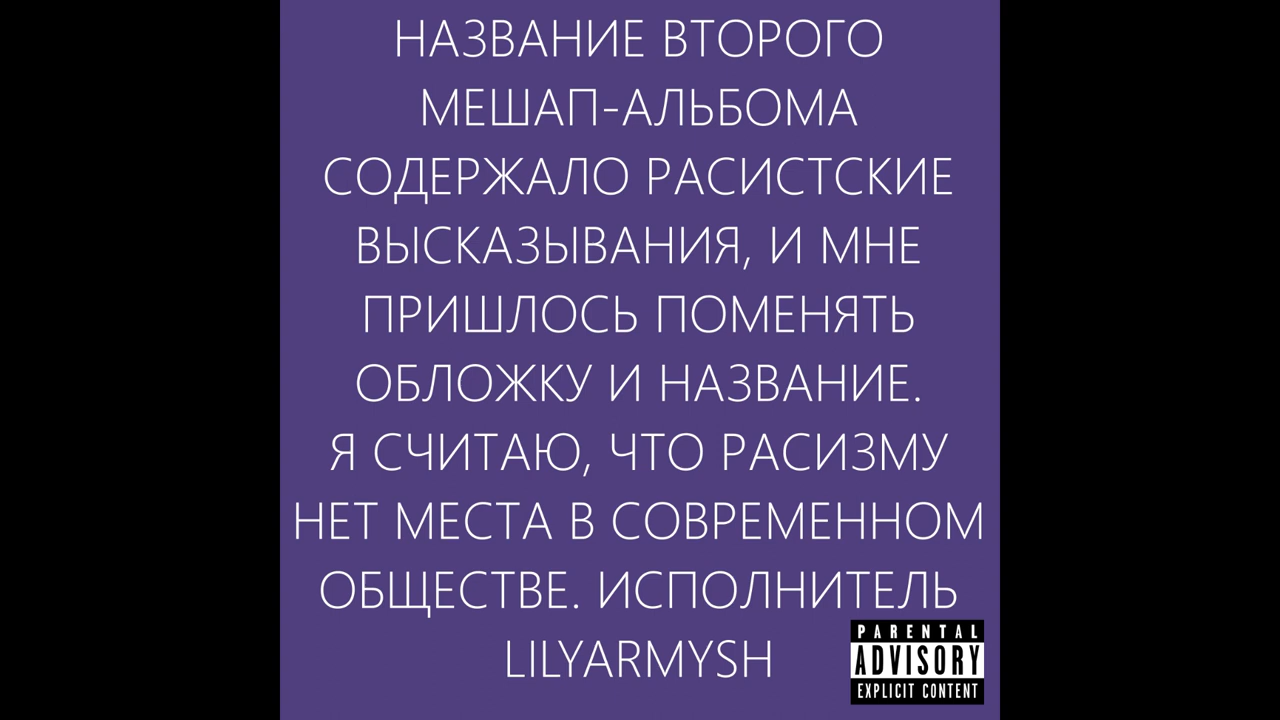 НАЗВАНИЕ ВТОРОГО
МЕШАП-АЛЬБОМА
СОДЕРЖАЛО РАСИСТСКИЕ
ВЫСКАЗЫВАНИЯ, И МНЕ
ПРИШЛОСЬ ПОМЕНЯТЬ
ОБЛОЖКУ И НАЗВАНИЕ.
Я СЧИТАЮ, ЧТО РАСИЗМУ
НЕТ МЕСТА В СОВРЕМЕННОМ
ОБЩЕСТВЕ. ИСПОЛНИТЕЛЬ
LILYARMYSH
PARENTAL
ADVISORY
EXPLICIT CONTENT